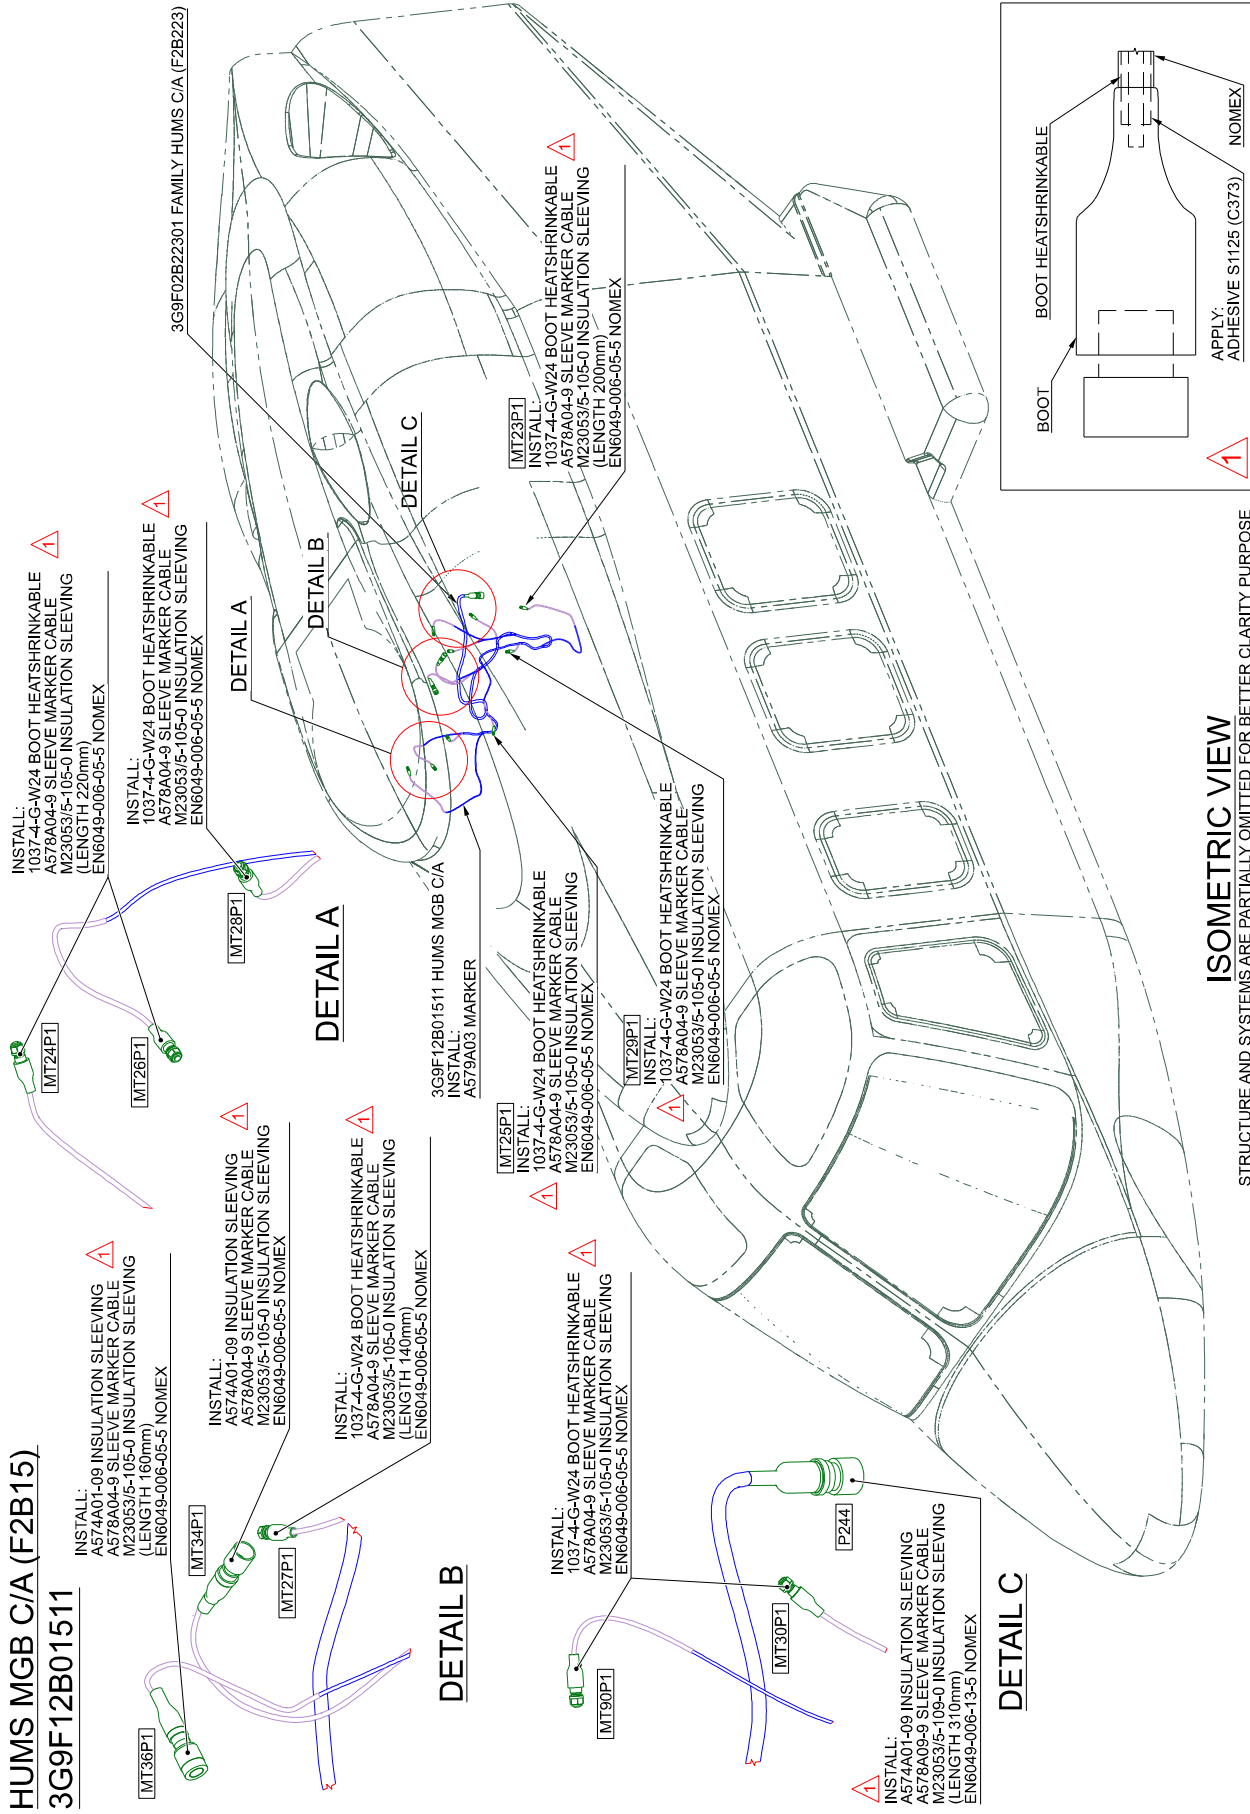 HUMS MGB C/A (F2B15)
3G9F12B01511
INSTALL:
A574A01-09 INSULATION SLEEVING
A578A04-9 SLEEVE MARKER CABLE
M23053/5-105-0 INSULATION SLEEVING
(LENGTH 160mm)
EN6049-006-05-5 NOMEX
1
MT36P1
MT34P1
INSTALL:
A574A01-09 INSULATION SLEEVING
A578A04-9 SLEEVE MARKER CABLE
M23053/5-105-0 INSULATION SLEEVING
EN6049-006-05-5 NOMEX
1
MT27P1
INSTALL:
1037-4-G-W24 BOOT HEATSHRINKABLE
A578A04-9 SLEEVE MARKER CABLE
M23053/5-105-0 INSULATION SLEEVING
(LENGTH 140mm)
EN6049-006-05-5 NOMEX
1
DETAIL B
INSTALL:
1037-4-G-W24 BOOT HEATSHRINKABLE
A578A04-9 SLEEVE MARKER CABLE
M23053/5-105-0 INSULATION SLEEVING
(LENGTH 220mm)
EN6049-006-05-5 NOMEX
1
MT24P1
MT26P1
INSTALL:
1037-4-G-W24 BOOT HEATSHRINKABLE
A578A04-9 SLEEVE MARKER CABLE
M23053/5-105-0 INSULATION SLEEVING
EN6049-006-05-5 NOMEX
1
MT28P1
DETAIL A
INSTALL:
1037-4-G-W24 BOOT HEATSHRINKABLE
A578A04-9 SLEEVE MARKER CABLE
M23053/5-105-0 INSULATION SLEEVING
EN6049-006-05-5 NOMEX
1
MT90P1
MT30P1
P244
1
INSTALL:
A574A01-09 INSULATION SLEEVING
A578A09-9 SLEEVE MARKER CABLE
M23053/5-109-0 INSULATION SLEEVING
(LENGTH 310mm)
EN6049-006-13-5 NOMEX
DETAIL C
3G9F02B22301 FAMILY HUMS C/A (F2B223)
DETAIL A
DETAIL B
DETAIL C
3G9F12B01511 HUMS MGB C/A
INSTALL:
A579A03 MARKER
MT25P1
INSTALL:
1037-4-G-W24 BOOT HEATSHRINKABLE
A578A04-9 SLEEVE MARKER CABLE
M23053/5-105-0 INSULATION SLEEVING
EN6049-006-05-5 NOMEX
1
MT29P1
INSTALL:
1037-4-G-W24 BOOT HEATSHRINKABLE
A578A04-9 SLEEVE MARKER CABLE
M23053/5-105-0 INSULATION SLEEVING
EN6049-006-05-5 NOMEX
1
MT23P1
INSTALL:
1037-4-G-W24 BOOT HEATSHRINKABLE
A578A04-9 SLEEVE MARKER CABLE
M23053/5-105-0 INSULATION SLEEVING
(LENGTH 200mm)
EN6049-006-05-5 NOMEX
1
ISOMETRIC VIEW
STRUCTURE AND SYSTEMS ARE PARTIALLY OMITTED FOR BETTER CLARITY PURPOSE
BOOT
BOOT HEATSHRINKABLE
APPLY:
ADHESIVE S1125 (C373)
NOMEX
1